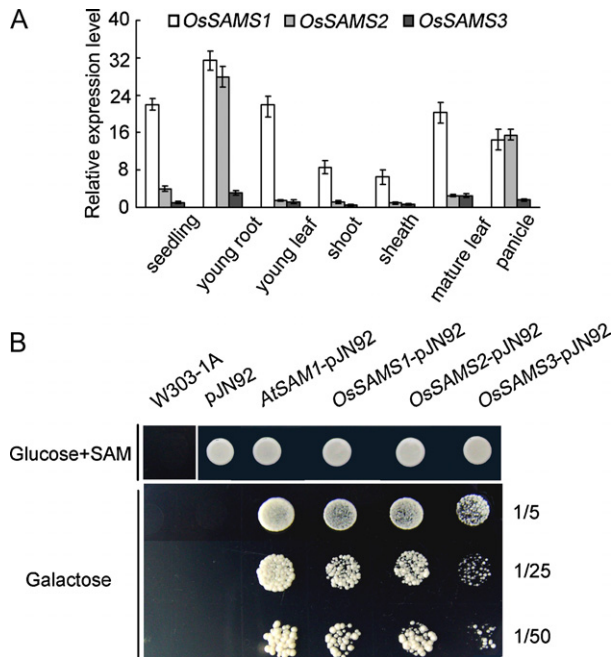 A
OsSAMS1 OsSAMS2 OsSAMS3
Relative expression level
40
32
24
16
8
0
seedling
young root
young leaf
shoot
sheath
mature leaf
panicle
B
W303-1A
pJN92
AtSAM1-pJN92
OsSAMS1-pJN92
OsSAMS2-pJN92
OsSAMS3-pJN92
Glucose+SAM
Galactose
1/5
1/25
1/50